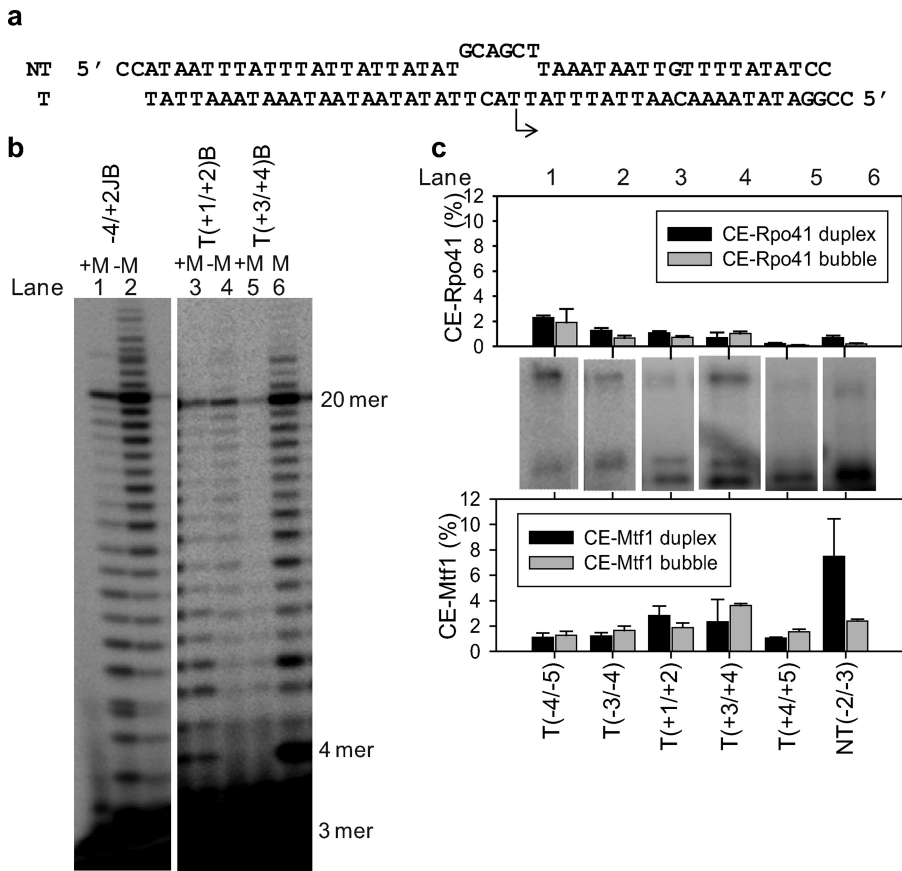 a
GCAGCT
NT 5′ CCATAATTTATTTATTATTATAT TAAATAATTGTTTTATATCC
T TATTAAATAAATAATAATATATTCATTATTTATTAACAAAATATAGGCC 5′
b
-4/+2JB T(+1/+2)B T(+3/+4)B
+M -M +M -M +M M
Lane 1 2 3 4 5 6
20 mer
4 mer
3 mer
c
Lane 1 2 3 4 5 6
CE-Rpo41 (%)
12
10
8
6
4
2
0
CE-Rpo41 duplex
CE-Rpo41 bubble
CE-Mtf1 (%)
12
10
8
6
4
2
0
CE-Mtf1 duplex
CE-Mtf1 bubble
T(-4/-5)
T(-3/-4)
T(+1/+2)
T(+3/+4)
T(+4/+5)
NT(-2/-3)